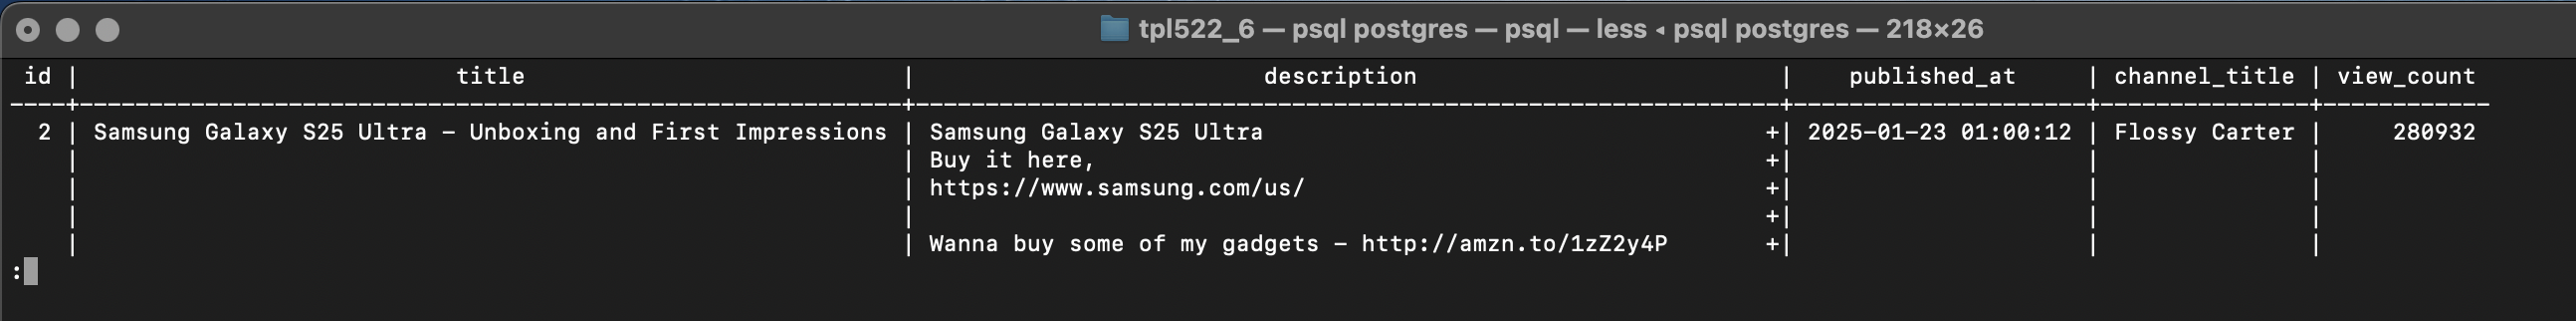 tpl522_6 — psql postgres — psql — less ◂ psql postgres — 218×26
 id |                           title                           |                         description                          |    published_at     | channel_title | view_count
----+-----------------------------------------------------------+--------------------------------------------------------------+---------------------+---------------+------------
  2 | Samsung Galaxy S25 Ultra - Unboxing and First Impressions | Samsung Galaxy S25 Ultra                                    +| 2025-01-23 01:00:12 | Flossy Carter |     280932
    |                                                           | Buy it here,                                                +|                     |               |
    |                                                           | https://www.samsung.com/us/                                 +|                     |               |
    |                                                           |                                                             +|                     |               |
    |                                                           | Wanna buy some of my gadgets - http://amzn.to/1zZ2y4P       +|                     |               |
: